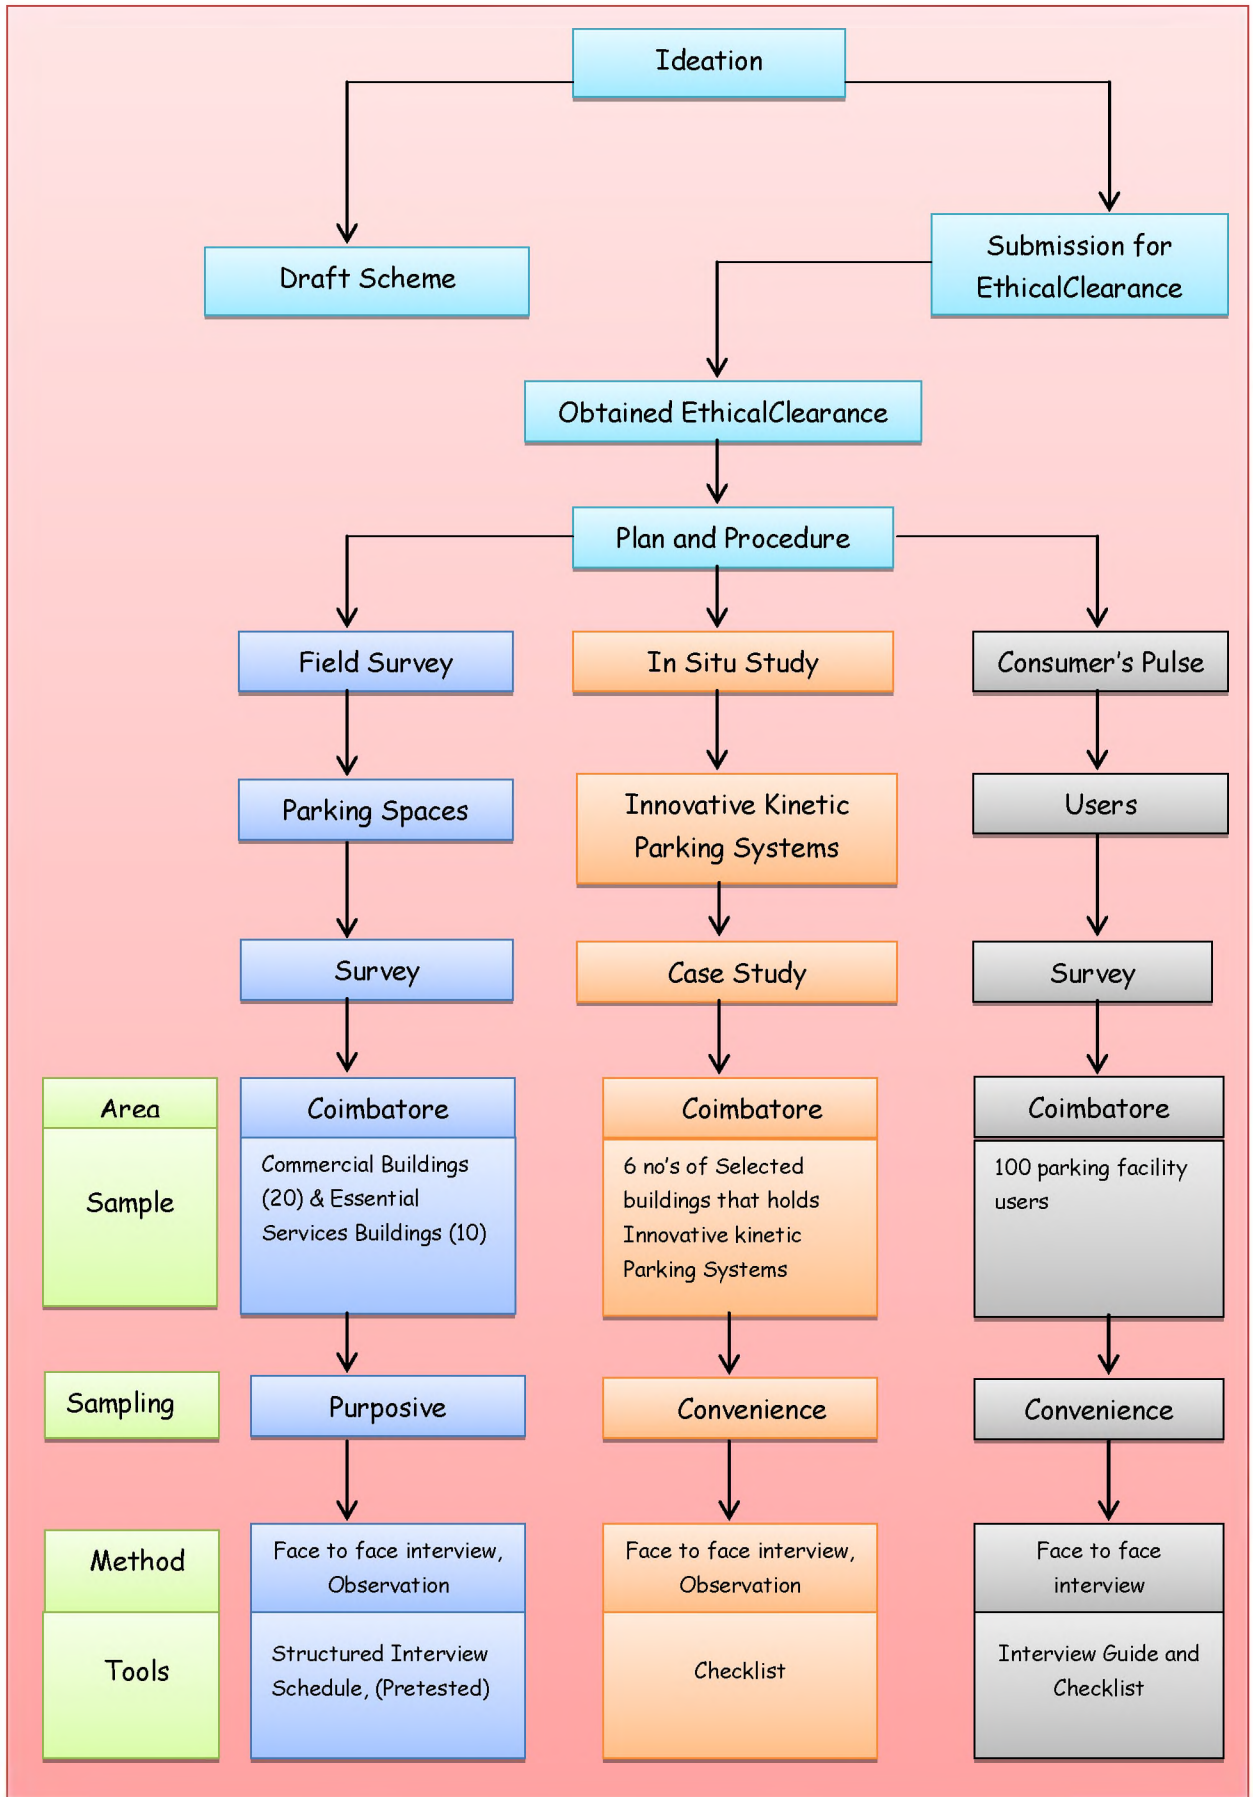 Ideation
Draft Scheme
Submission for
EthicalClearance
Obtained EthicalClearance
Plan and Procedure
Field Survey
In Situ Study
Consumer's Pulse
Parking Spaces
Innovative Kinetic
Parking Systems
Users
Survey
Case Study
Survey
Area
Coimbatore
Coimbatore
Coimbatore
Sample
Commercial Buildings
(20) & Essential
Services Buildings (10)
6 no's of Selected
buildings that holds
Innovative kinetic
Parking Systems
100 parking facility
users
Sampling
Purposive
Convenience
Convenience
Method
Face to face interview,
Observation
Face to face interview,
Observation
Face to face
interview
Tools
Structured Interview
Schedule, (Pretested)
Checklist
Interview Guide and
Checklist